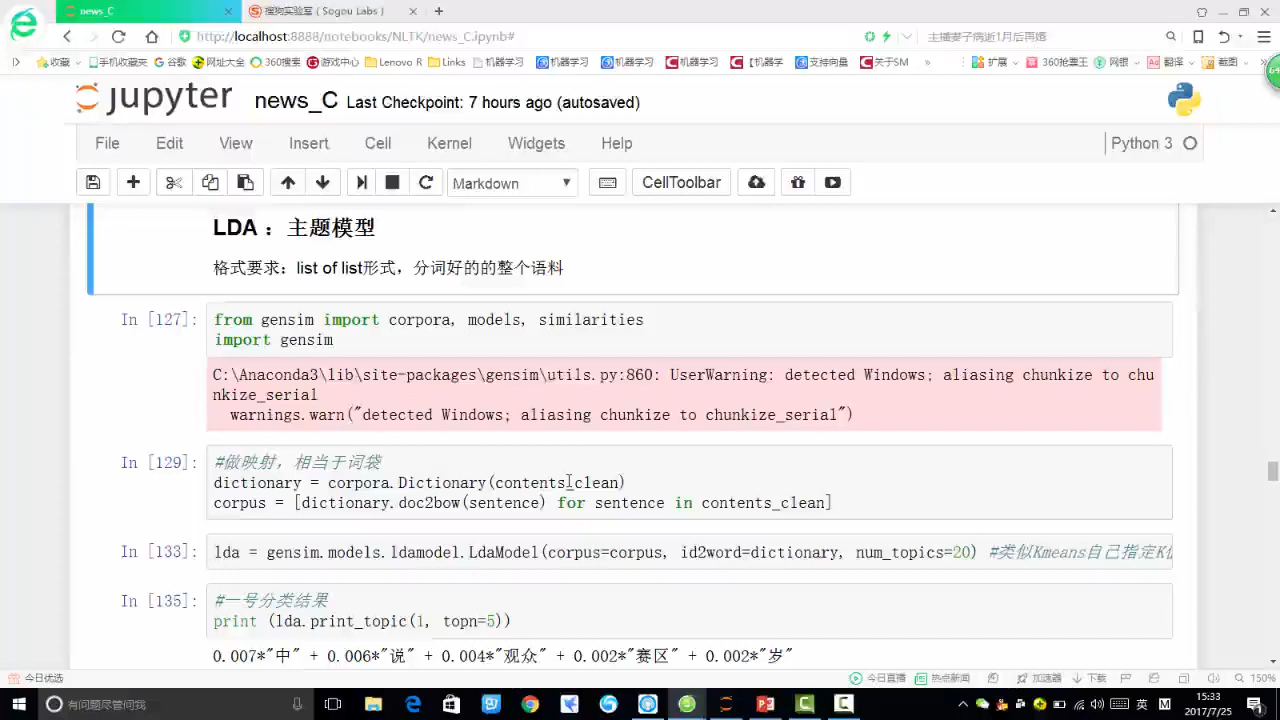 news_C
搜狗实验室 ( Sogou Labs )
http://localhost:8888/notebooks/NLTK/news_C.ipynb#
主播妻子病逝1月后再婚
收藏 手机收藏夹 谷歌 网址大全 360搜索 游戏中心 Lenovo R Links 机器学习 机器学习 机器学习 机器学习 【机器学 支持向量 关于SM » 扩展 360抢票王 网银 翻译 截图
jupyter news_C Last Checkpoint: 7 hours ago (autosaved)
File Edit View Insert Cell Kernel Widgets Help Python 3
Markdown CellToolbar
LDA ：主题模型
格式要求：list of list形式，分词好的的整个语料
In [127]: from gensim import corpora, models, similarities
import gensim
C:\Anaconda3\lib\site-packages\gensim\utils.py:860: UserWarning: detected Windows; aliasing chunkize to chu
nkize_serial
warnings.warn("detected Windows; aliasing chunkize to chunkize_serial")
In [129]: #做映射，相当于词袋
dictionary = corpora.Dictionary(contents_clean)
corpus = [dictionary.doc2bow(sentence) for sentence in contents_clean]
In [133]: lda = gensim.models.ldamodel.LdaModel(corpus=corpus, id2word=dictionary, num_topics=20) #类似Kmeans自己指定K值
In [135]: #一号分类结果
print (lda.print_topic(1, topn=5))
0.007*"中" + 0.006*"说" + 0.004*"观众" + 0.002*"赛区" + 0.002*"岁"
今日优选 今日直播 热点新闻 加速器 下载 150%
有问题尽管问我 英 M 15:33
2017/7/25